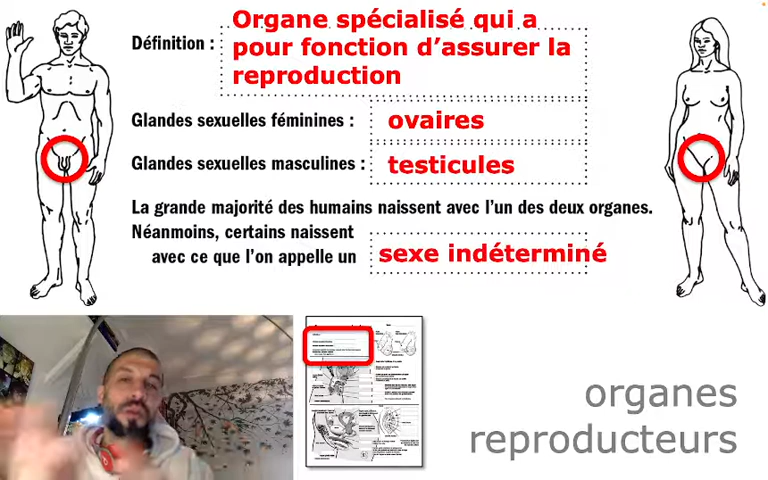 Définition :
Organe spécialisé qui a
pour fonction d’assurer la
reproduction
Glandes sexuelles féminines : ovaires
Glandes sexuelles masculines : testicules
La grande majorité des humains naissent avec l’un des deux organes.
Néanmoins, certains naissent
avec ce que l’on appelle un sexe indéterminé
organes
reproducteurs